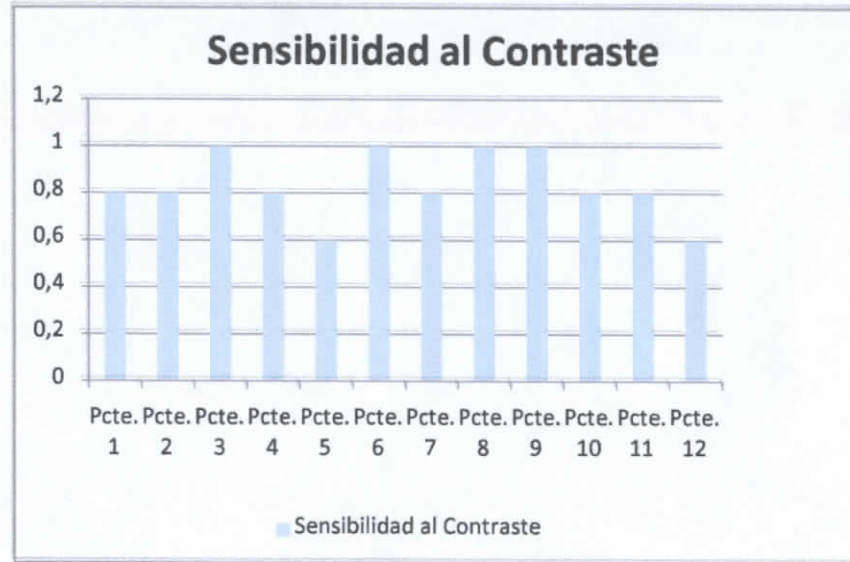 Sensibilidad al Contraste
1,2
1
0,8
0,6
0,4
0,2
0
Pcte. Pcte. Pcte. Pcte. Pcte. Pcte. Pcte. Pcte. Pcte. Pcte. Pcte. Pcte.
1 2 3 4 5 6 7 8 9 10 11 12
Sensibilidad al Contraste